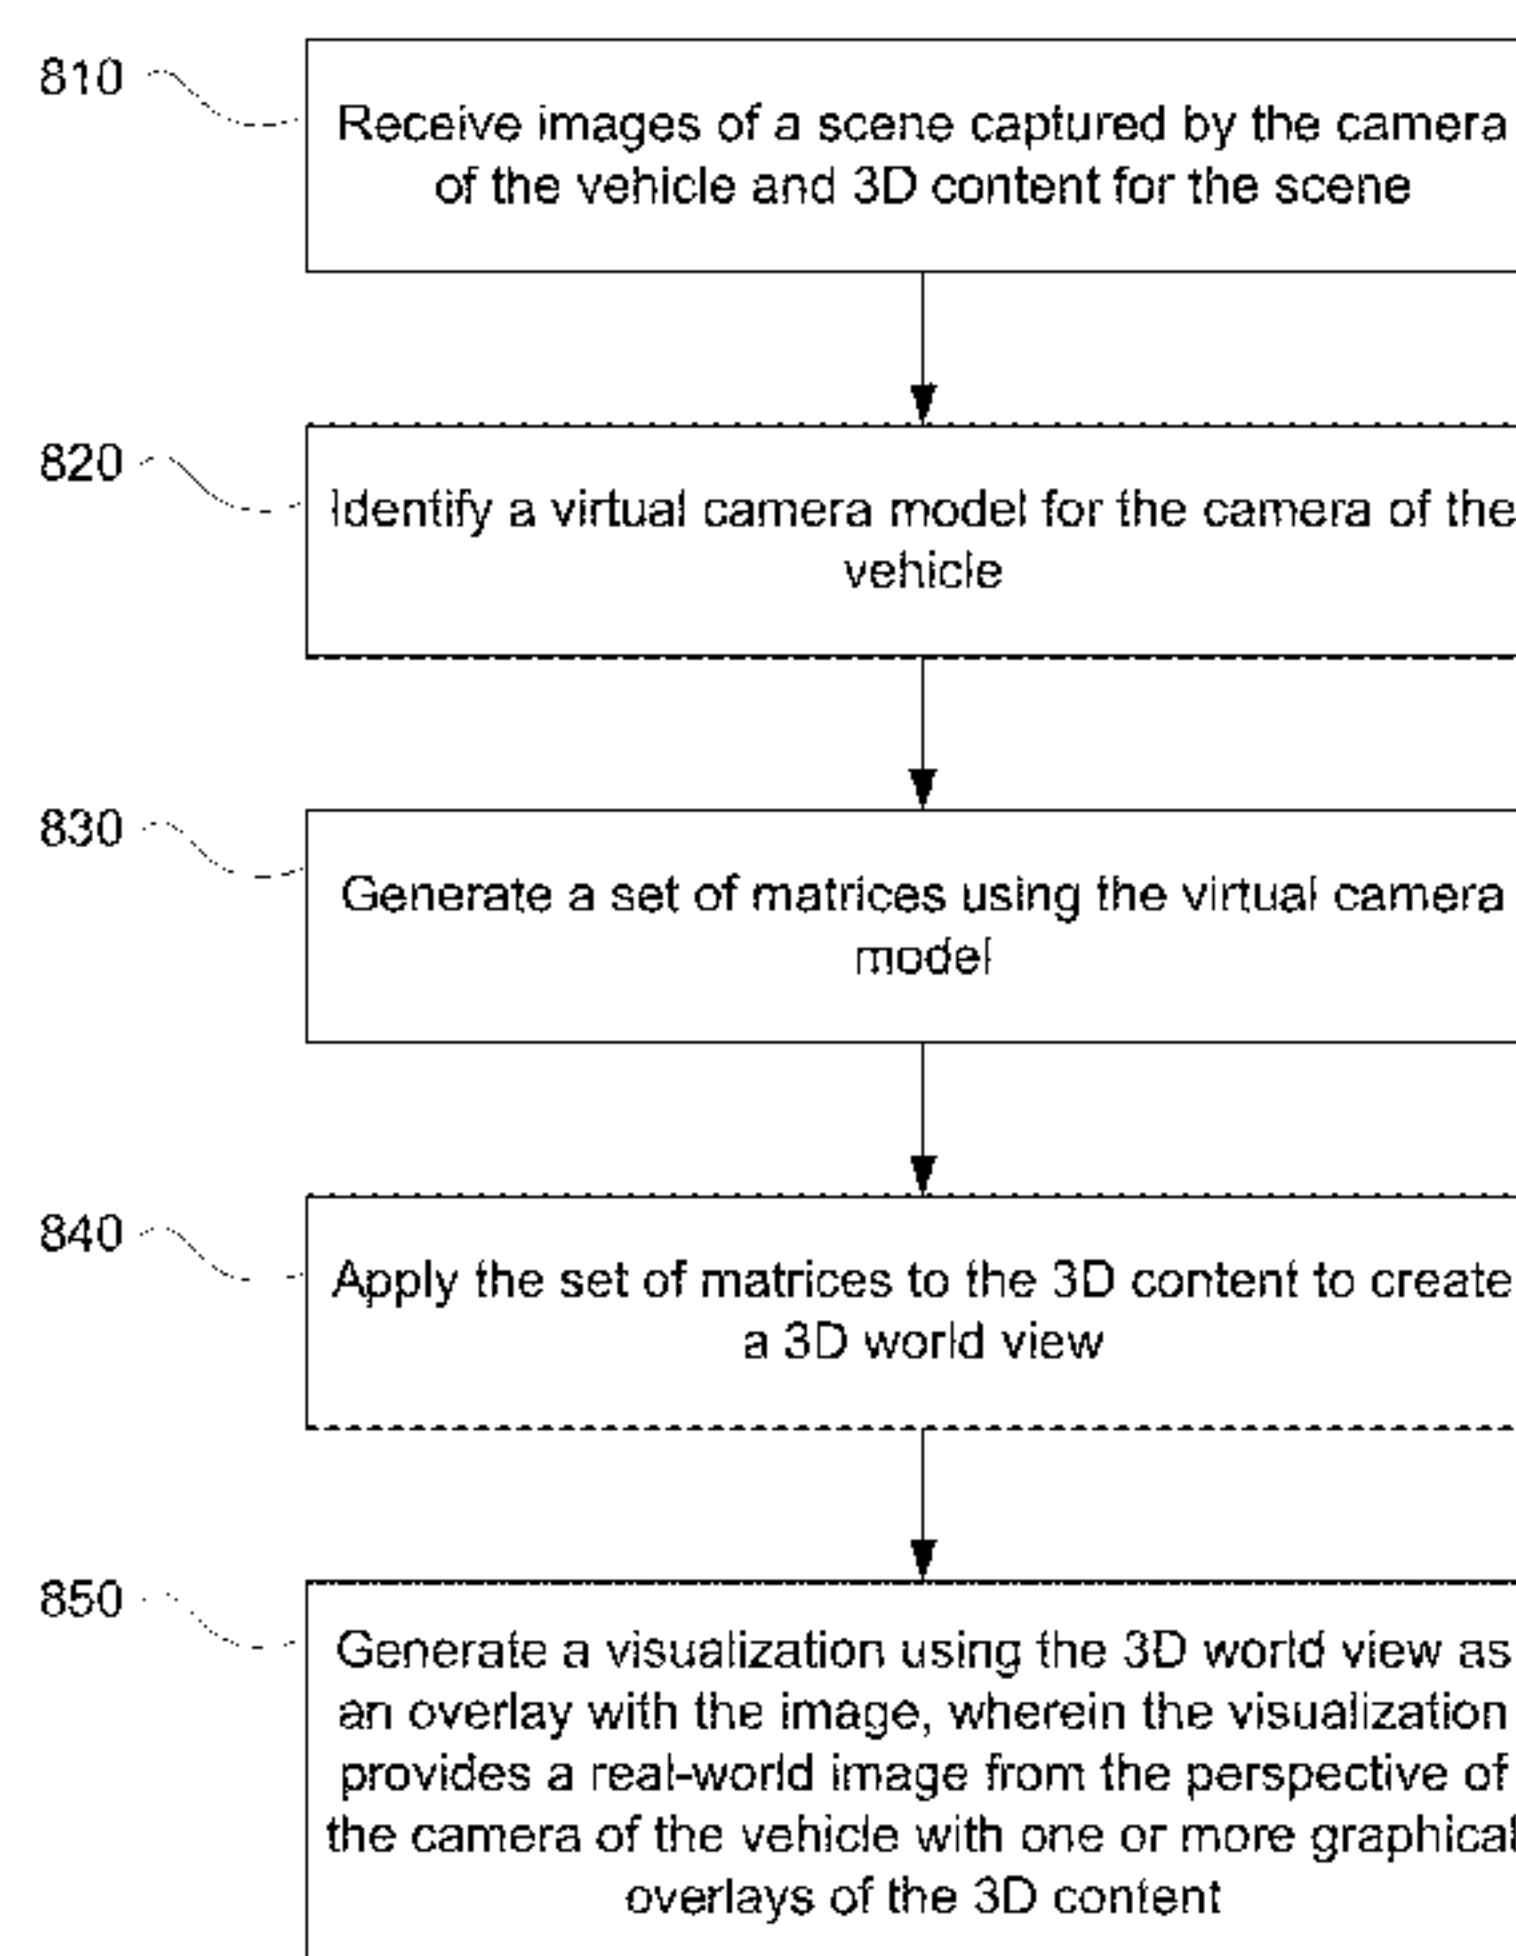 810
Receive images of a scene captured by the camera
of the vehicle and 3D content for the scene
820
Identify a virtual camera model for the camera of the
vehicle
830
Generate a set of matrices using the virtual camera
model
840
Apply the set of matrices to the 3D content to create
a 3D world view
850
Generate a visualization using the 3D world view as
an overlay with the image, wherein the visualization
provides a real-world image from the perspective of
the camera of the vehicle with one or more graphical
overlays of the 3D content